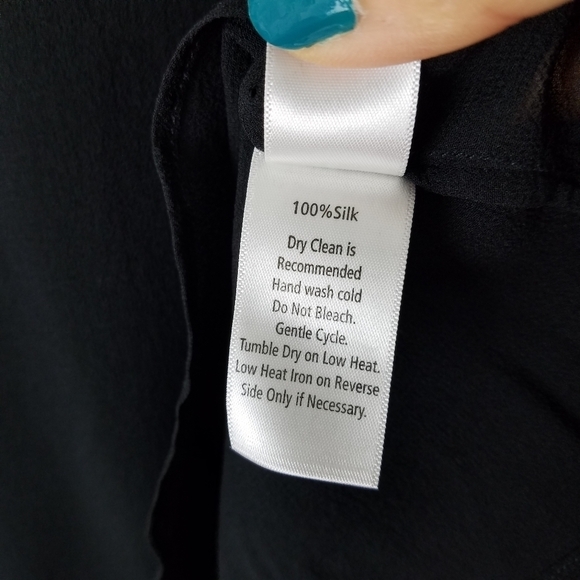 100%Silk
Dry Clean is
Recommended
Hand wash cold
Do Not Bleach.
Gentle Cycle.
Tumble Dry on Low Heat.
Low Heat Iron on Reverse
Side Only if Necessary.